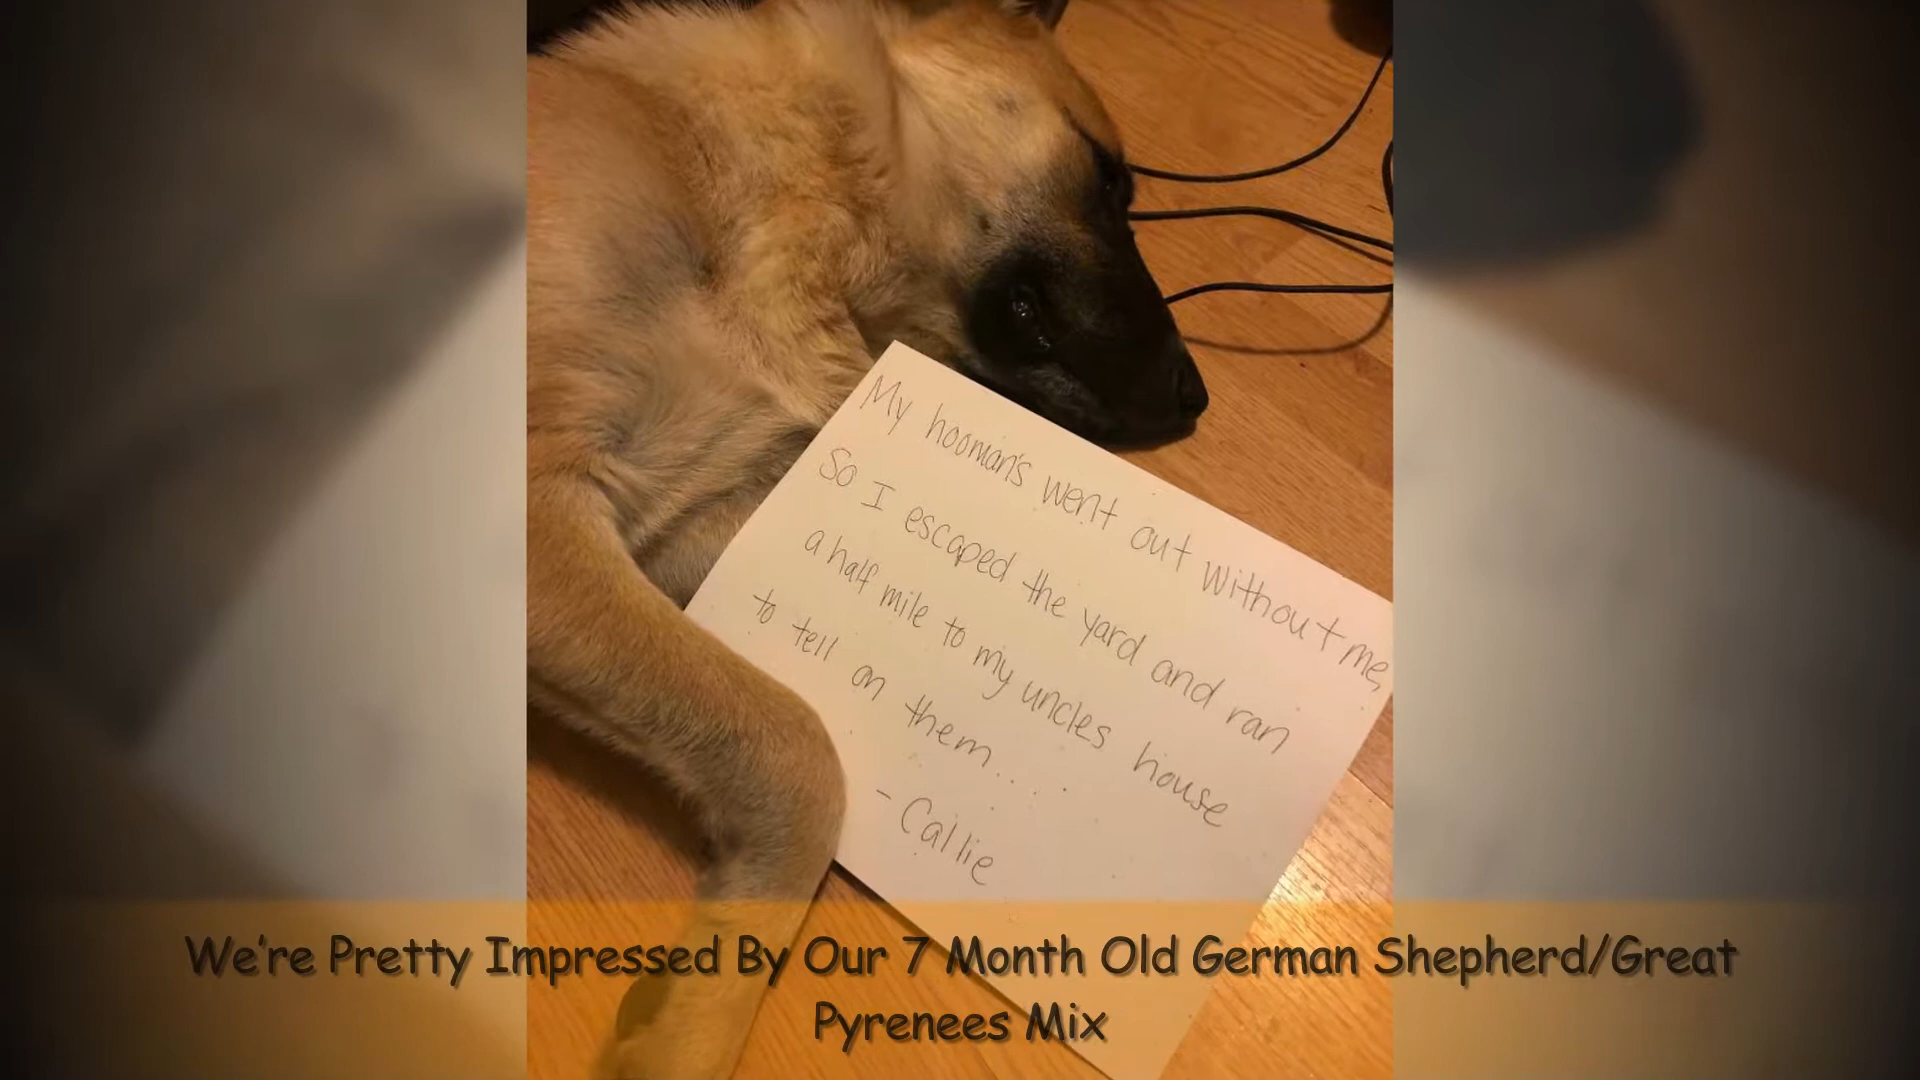 My hooman's went out without me,
So I escaped the yard and ran
a half mile to my uncles house
to tell on them....
- Callie
We're Pretty Impressed By Our 7 Month Old German Shepherd/Great
Pyrenees Mix